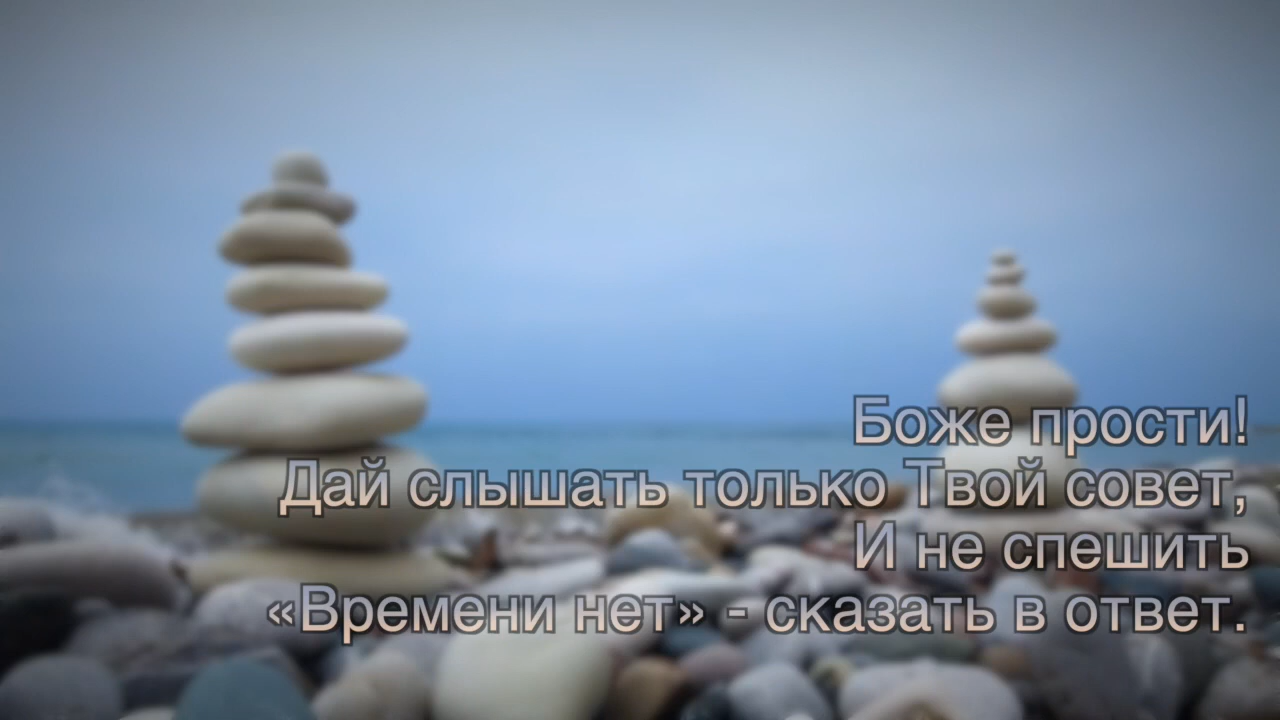 Боже прости!
Дай слышать только Твой совет,
И не спешить
«Времени нет» - сказать в ответ.